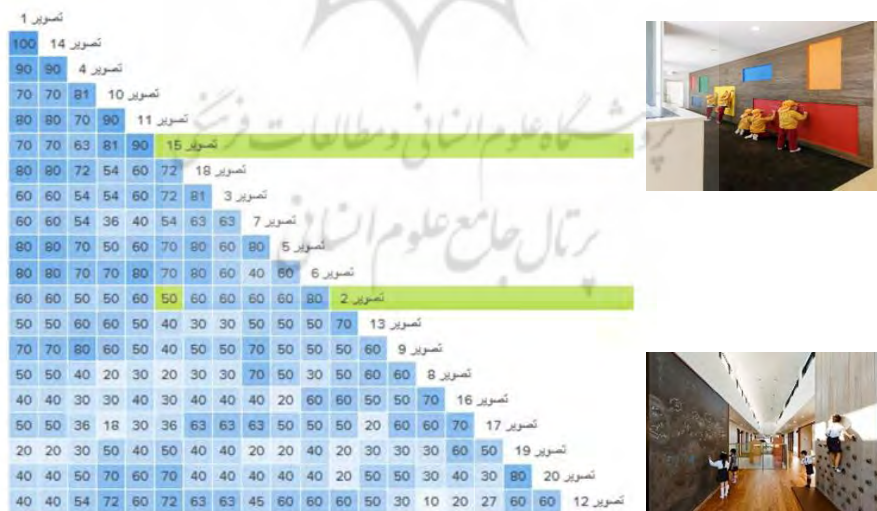 تصویر 1
100 تصویر 14
90 90 تصویر 4
70 70 81 تصویر 10
80 80 70 90 تصویر 11
70 70 63 81 90 تصویر 15
80 80 72 54 60 72 تصویر 18
60 60 54 54 60 72 81 تصویر 3
60 60 54 36 40 54 63 63 تصویر 7
80 80 70 50 60 70 80 60 80 تصویر 5
80 80 70 70 80 70 80 60 40 60 تصویر 6
60 60 50 50 60 50 60 60 60 60 80 تصویر 2
50 50 60 60 50 40 30 30 50 50 50 70 تصویر 13
70 70 80 60 50 40 50 50 70 50 50 50 60 تصویر 9
50 50 40 20 30 20 30 30 70 50 30 50 60 60 تصویر 8
40 40 30 30 40 30 40 40 40 20 60 60 50 50 70 تصویر 16
50 50 36 18 30 36 63 63 63 50 50 50 20 60 60 70 تصویر 17
20 20 30 50 40 50 40 40 20 20 40 20 30 30 30 60 50 تصویر 19
40 40 50 70 60 70 40 40 40 40 40 20 50 50 30 40 30 80 تصویر 20
40 40 54 72 60 72 63 63 45 60 60 60 50 30 10 20 27 60 60 تصویر 12
پژوهشگاه علوم انسانی و مطالعات فرهنگی
پرتال جامع علوم انسانی